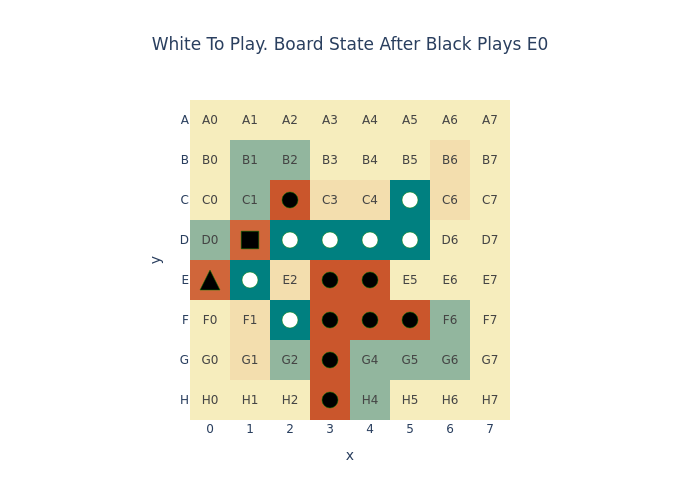 White To Play. Board State After Black Plays E0
A A0 A1 A2 A3 A4 A5 A6 A7
B B0 B1 B2 B3 B4 B5 B6 B7
C C0 C1 C3 C4 C6 C7
D D0 D6 D7
E E2 E5 E6 E7
F F0 F1 F6 F7
G G0 G1 G2 G4 G5 G6 G7
H H0 H1 H2 H4 H5 H6 H7
0 1 2 3 4 5 6 7
x
y